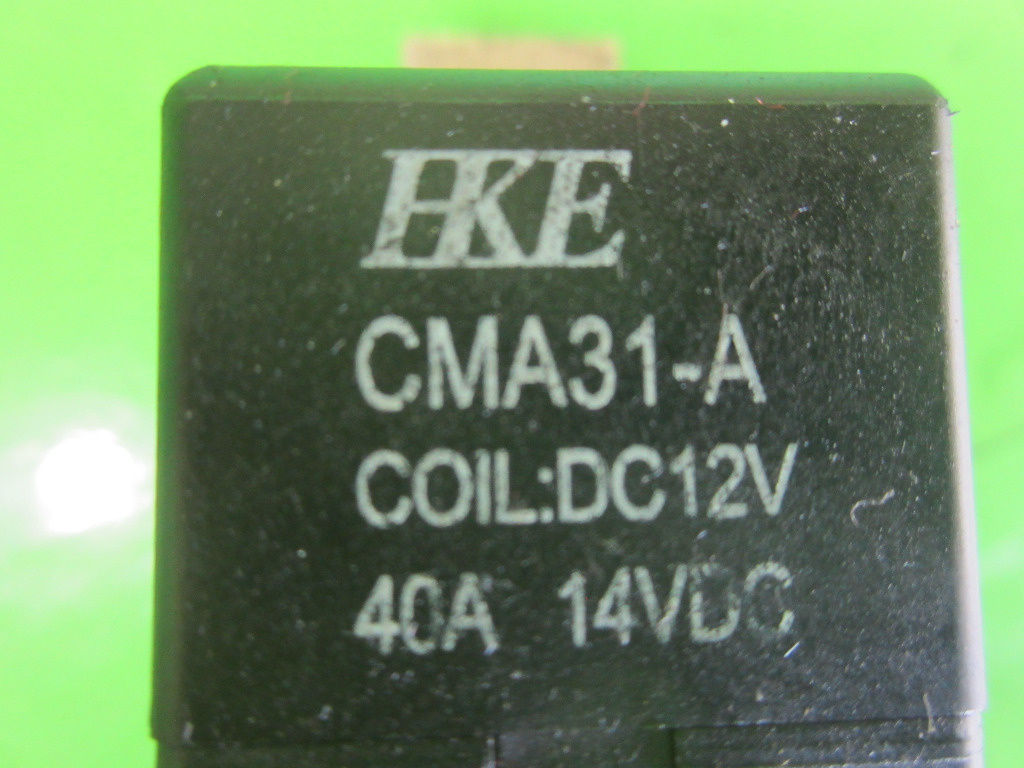 HKE
CMA31-A
COIL:DC12V
40A 14VDC